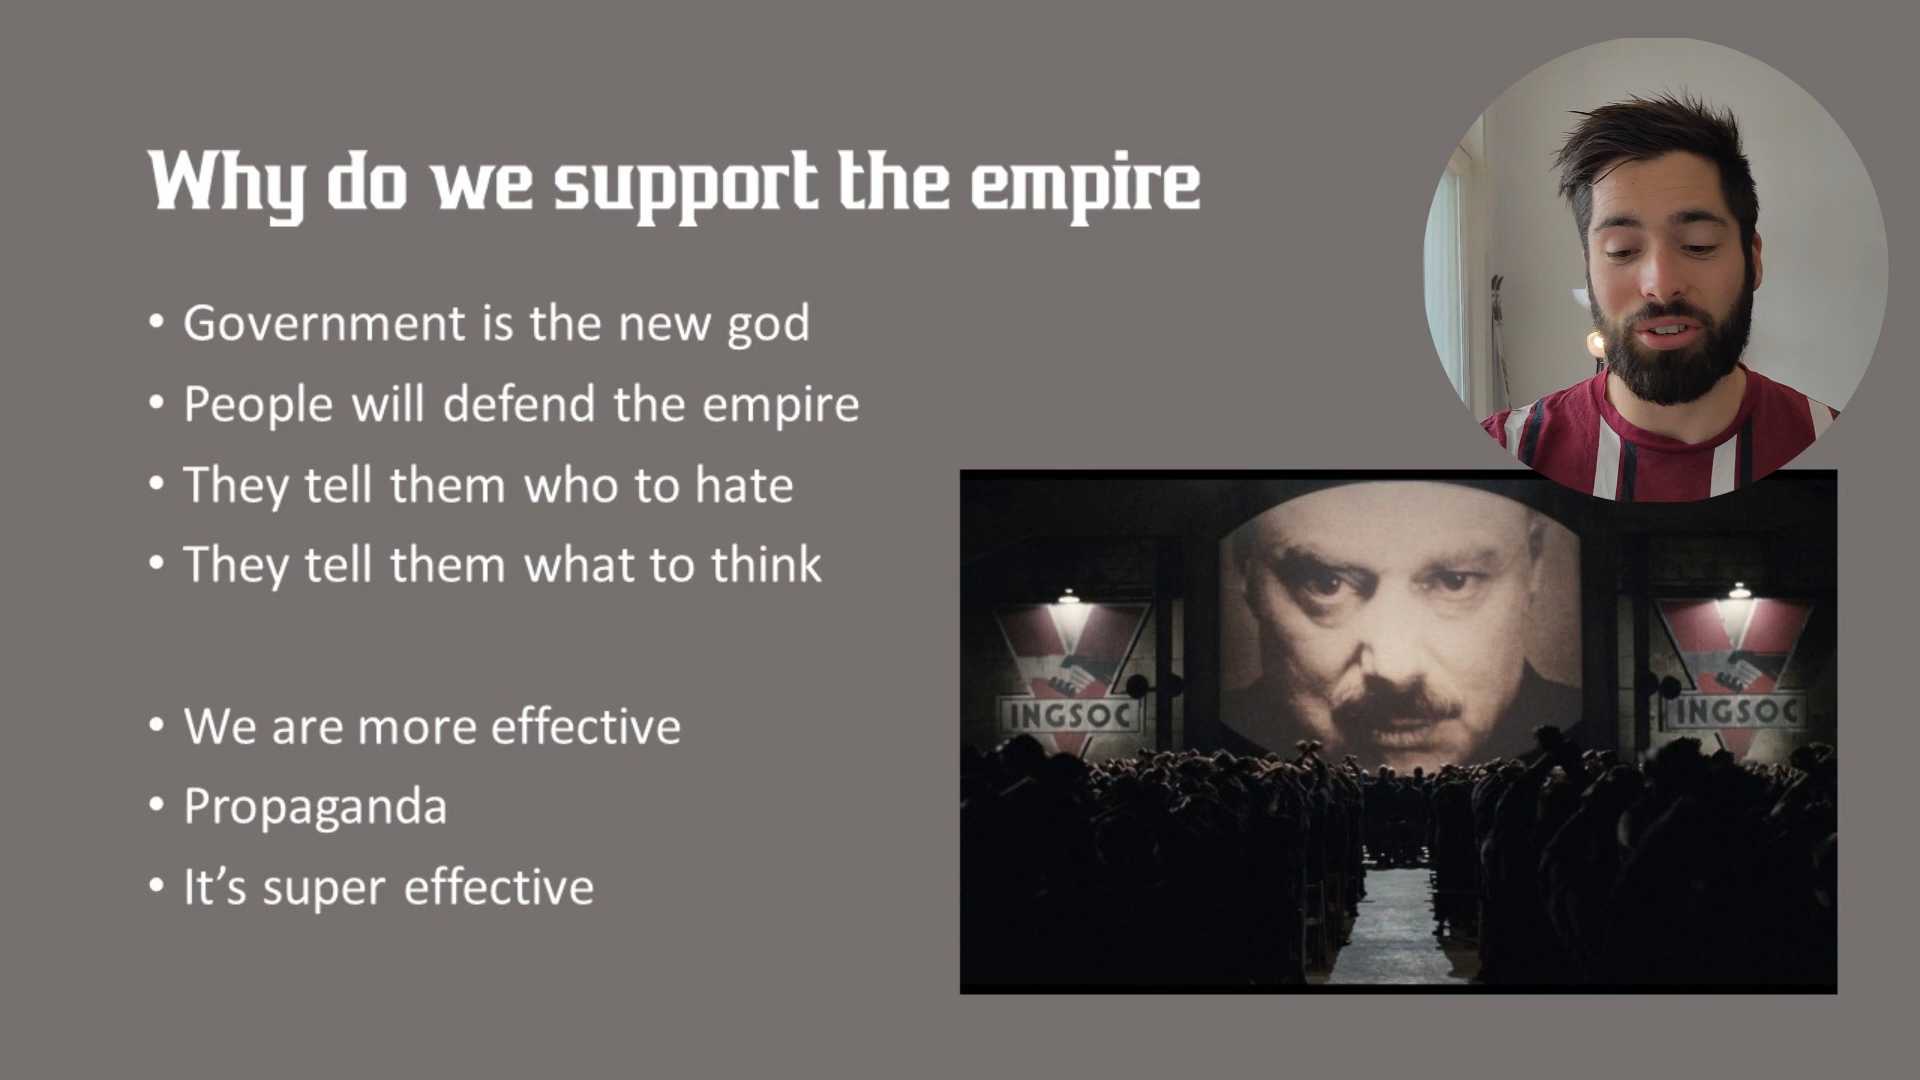 Why do we support the empire
• Government is the new god
• People will defend the empire
• They tell them who to hate
• They tell them what to think
• We are more effective
• Propaganda
• It’s super effective
INGSOC
INGSOC